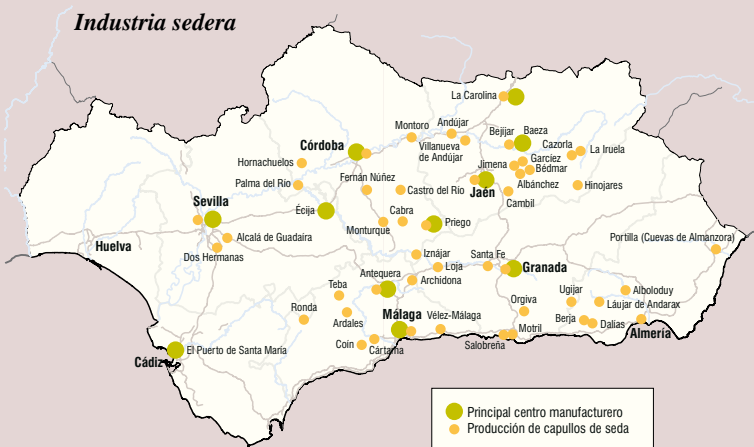 Industria sedera
La Carolina
Montoro
Andújar
Bejijar
Baeza
Córdoba
Villanueva
de Andújar
Cazorla
La Iruela
Garcíez
Hornachuelos
Jimena
Bédmar
Fernán Núñez
Palma del Río
Castro del Río
Jaén
Albánchez
Hinojares
Sevilla
Cambil
Écija
Cabra
Priego
Monturque
Alcalá de Guadaira
Huelva
Dos Hermanas
Portilla (Cuevas de Almanzora)
Iznájar
Santa Fe
Granada
Loja
Antequera
Archidona
Teba
Ugijar
Alboloduy
Ronda
Orgiva
Láujar de Andarax
Málaga
Vélez-Málaga
Ardales
Motril
Berja
Dalias
Almería
Salobreña
Coin
Cártama
El Puerto de Santa María
Cádiz
Principal centro manufacturero
Producción de capullos de seda